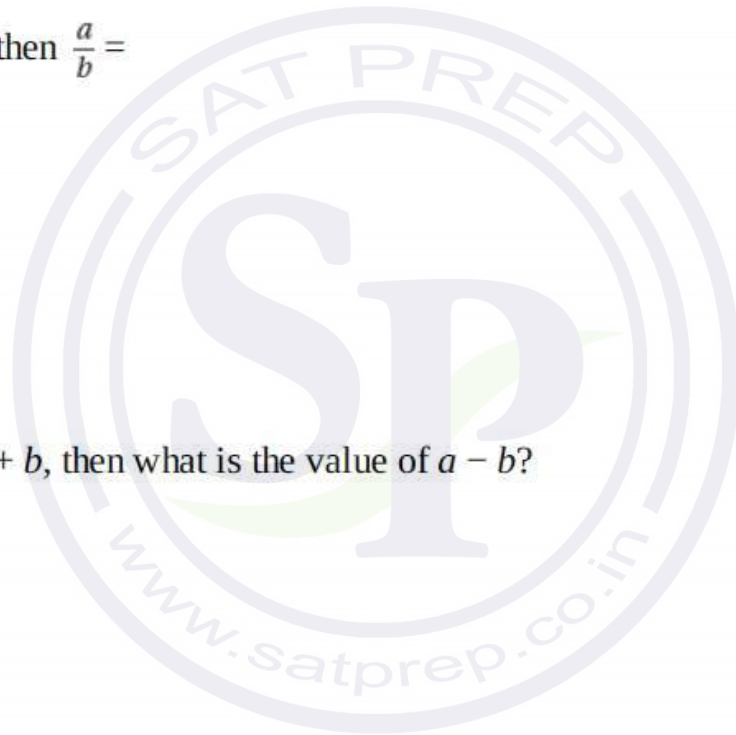 then a/b =
+ b, then what is the value of a − b?
SAT PREP
SP
www.satprep.co.in